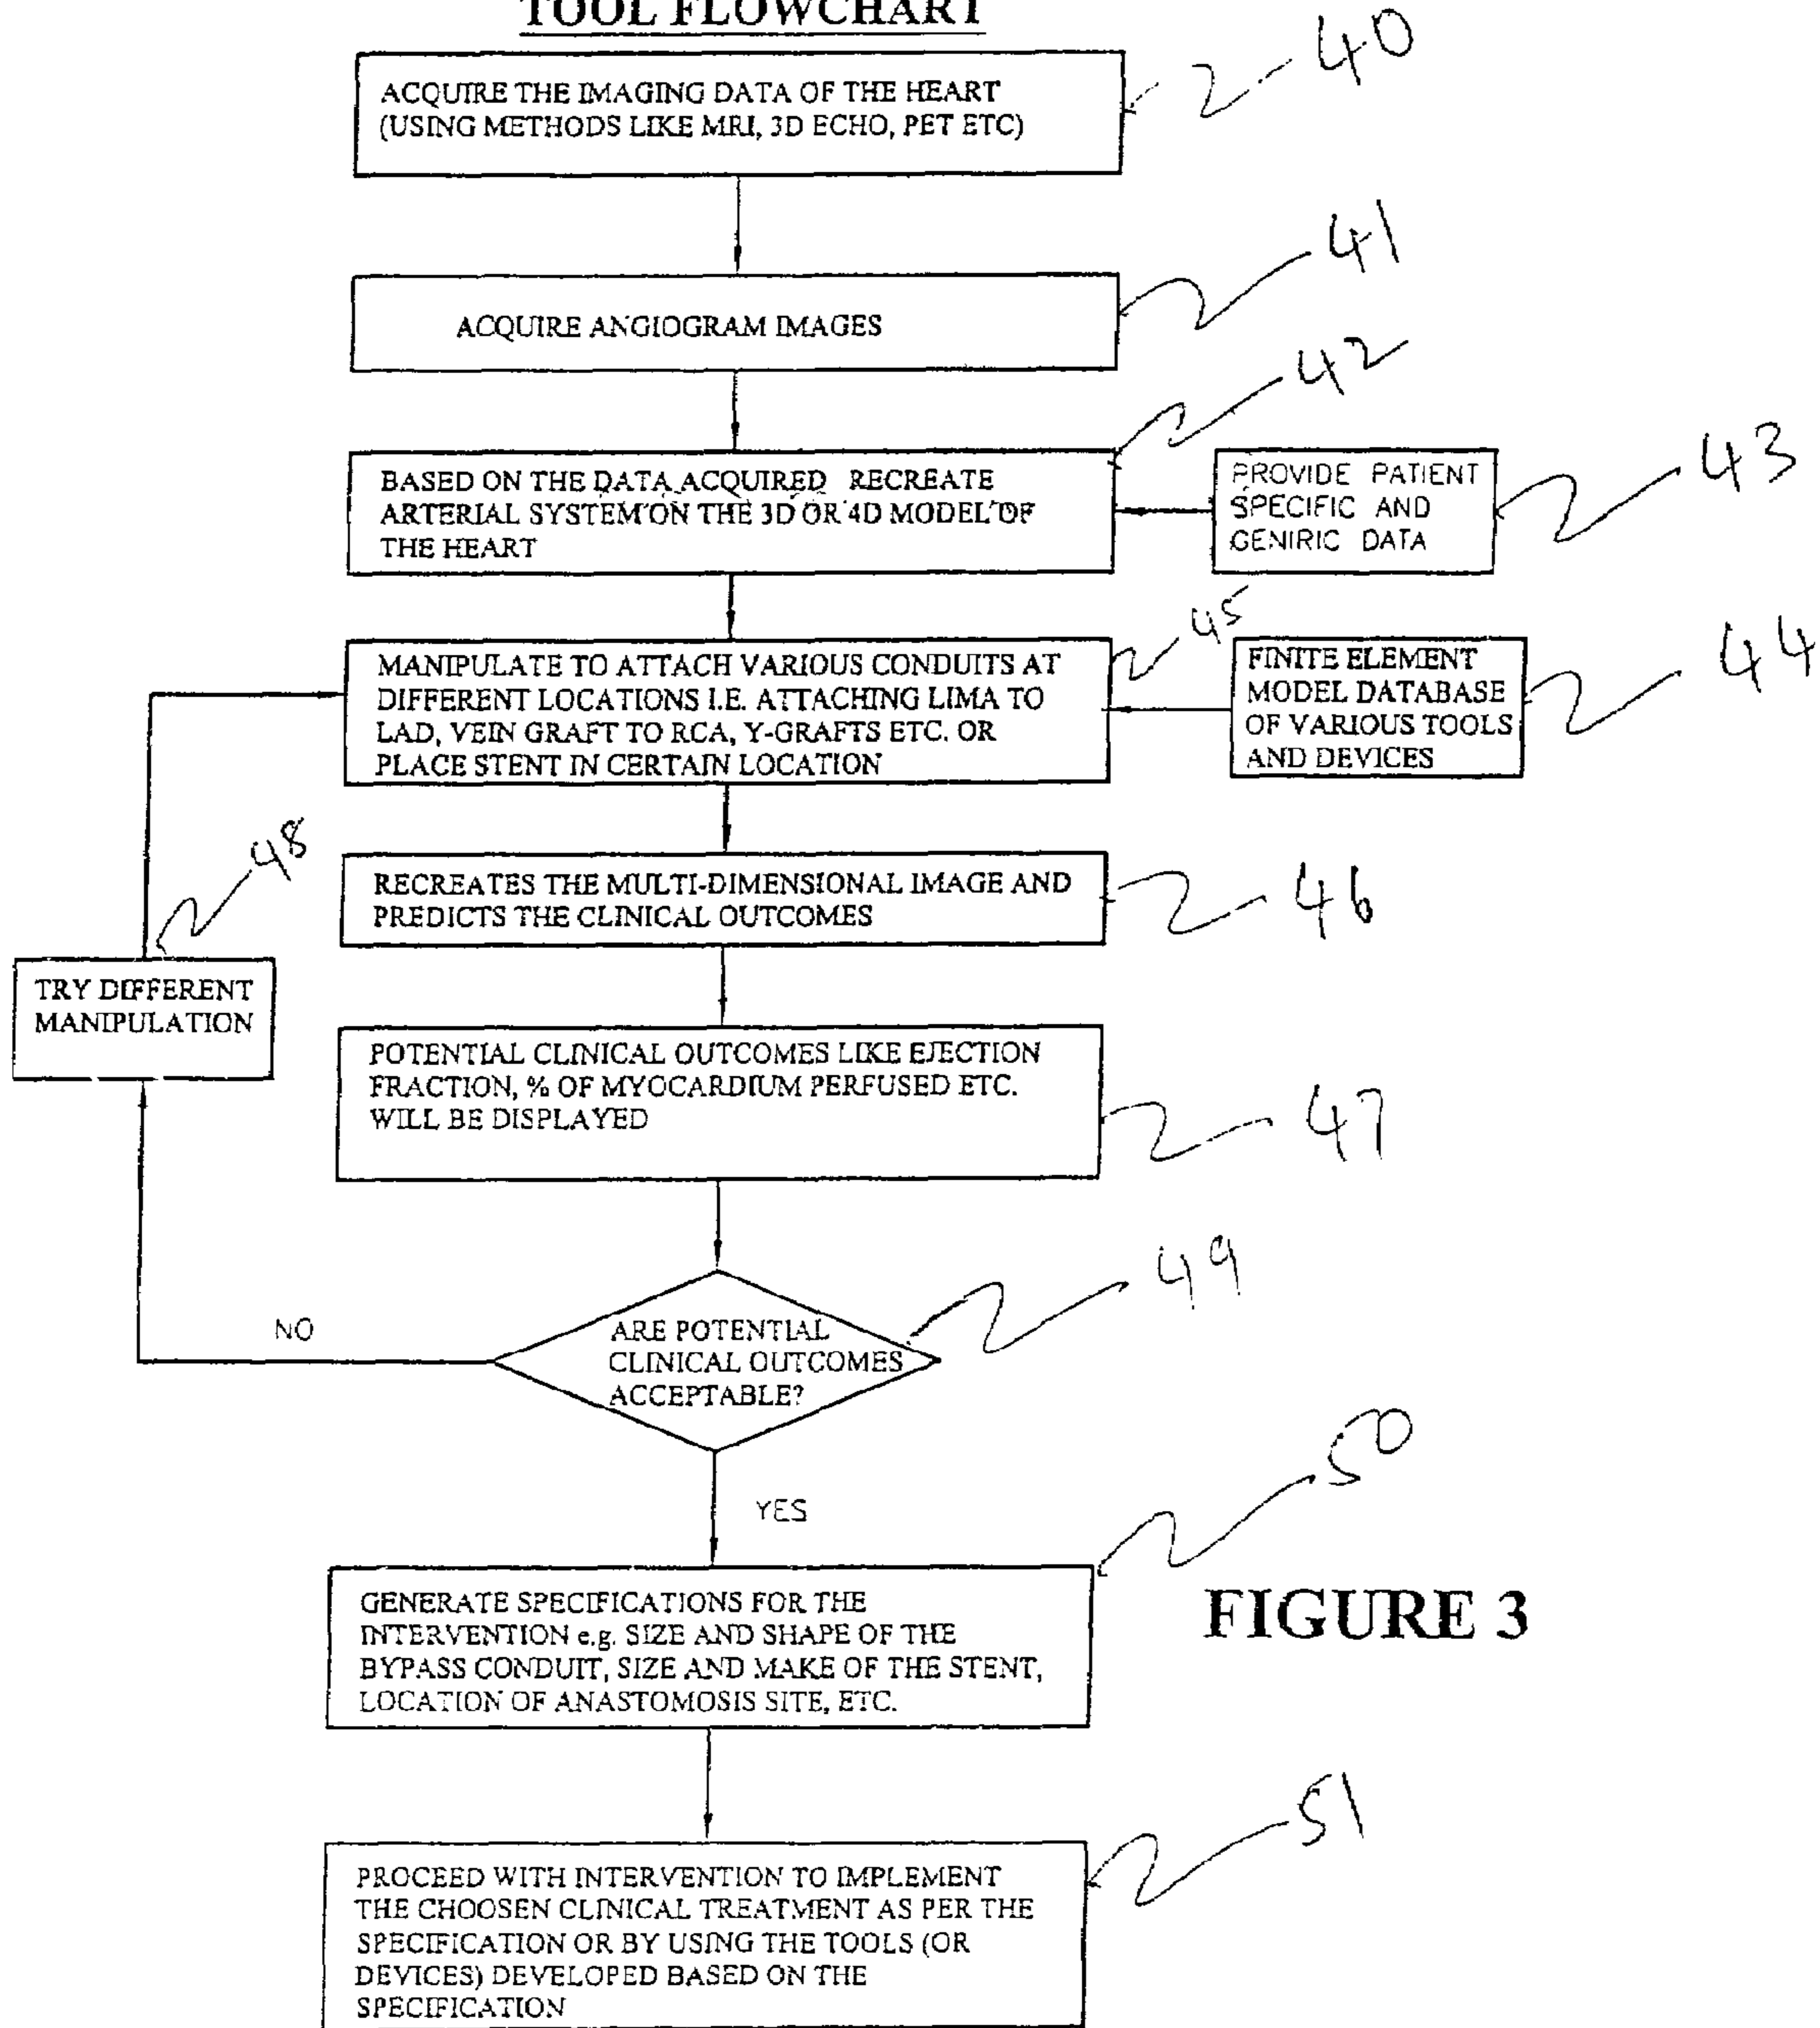 TOOL FLOWCHART
ACQUIRE THE IMAGING DATA OF THE HEART
(USING METHODS LIKE MRI, 3D ECHO, PET ETC)
40
ACQUIRE ANGIOGRAM IMAGES
41
BASED ON THE DATA ACQUIRED RECREATE
ARTERIAL SYSTEM ON THE 3D OR 4D MODEL OF
THE HEART
42
PROVIDE PATIENT
SPECIFIC AND
GENIRIC DATA
43
MANIPULATE TO ATTACH VARIOUS CONDUITS AT
DIFFERENT LOCATIONS I.E. ATTACHING LIMA TO
LAD, VEIN GRAFT TO RCA, Y-GRAFTS ETC. OR
PLACE STENT IN CERTAIN LOCATION
45
FINITE ELEMENT
MODEL DATABASE
OF VARIOUS TOOLS
AND DEVICES
44
RECREATES THE MULTI-DIMENSIONAL IMAGE AND
PREDICTS THE CLINICAL OUTCOMES
46
48
TRY DIFFERENT
MANIPULATION
POTENTIAL CLINICAL OUTCOMES LIKE EJECTION
FRACTION, % OF MYOCARDIUM PERFUSED ETC.
WILL BE DISPLAYED
47
ARE POTENTIAL
CLINICAL OUTCOMES
ACCEPTABLE?
49
NO
YES
GENERATE SPECIFICATIONS FOR THE
INTERVENTION e.g. SIZE AND SHAPE OF THE
BYPASS CONDUIT, SIZE AND MAKE OF THE STENT,
LOCATION OF ANASTOMOSIS SITE, ETC.
50
FIGURE 3
PROCEED WITH INTERVENTION TO IMPLEMENT
THE CHOOSEN CLINICAL TREATMENT AS PER THE
SPECIFICATION OR BY USING THE TOOLS (OR
DEVICES) DEVELOPED BASED ON THE
SPECIFICATION
51